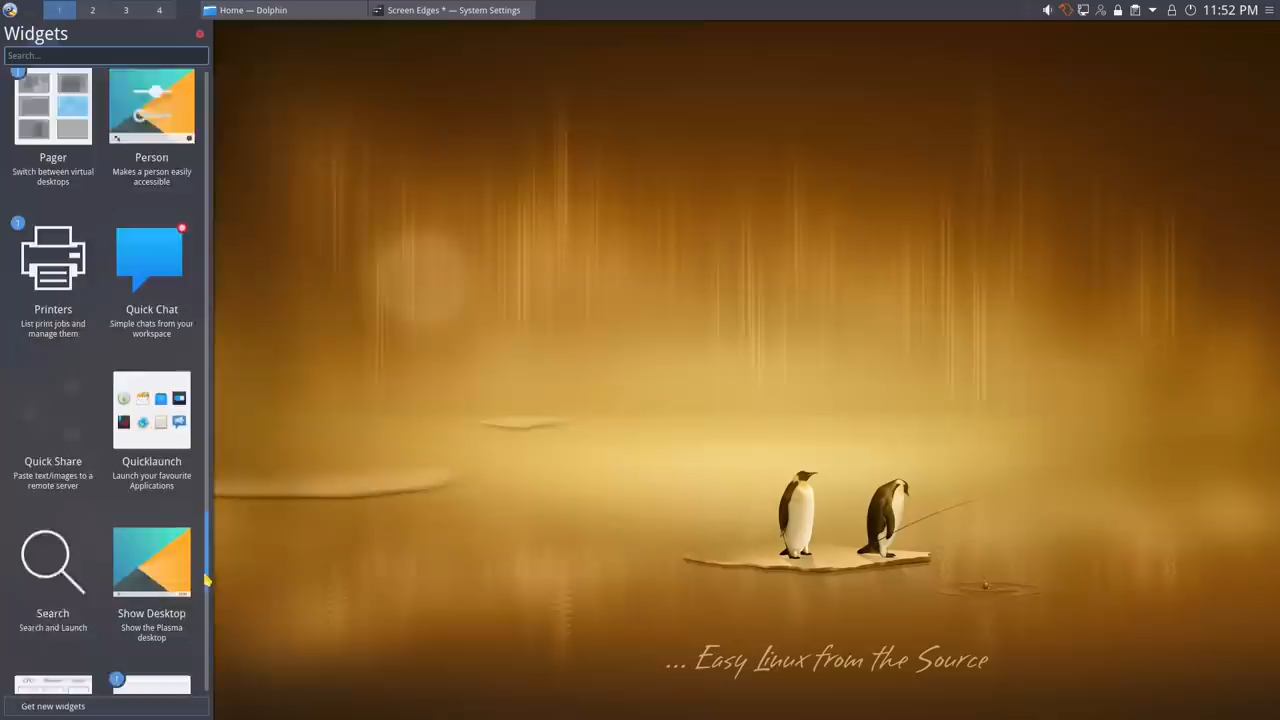 1 2 3 4 Home — Dolphin Screen Edges * — System Settings 11:52 PM
Widgets
Search...
1
Pager Person
Switch between virtual desktops
Makes a person easily accessible
1
Printers Quick Chat
List print jobs and manage them
Simple chats from your workspace
Quick Share Quicklaunch
Paste text/images to a remote server
Launch your favourite Applications
Search Show Desktop
Search and Launch
Show the Plasma desktop
1
Get new widgets
... Easy Linux from the Source